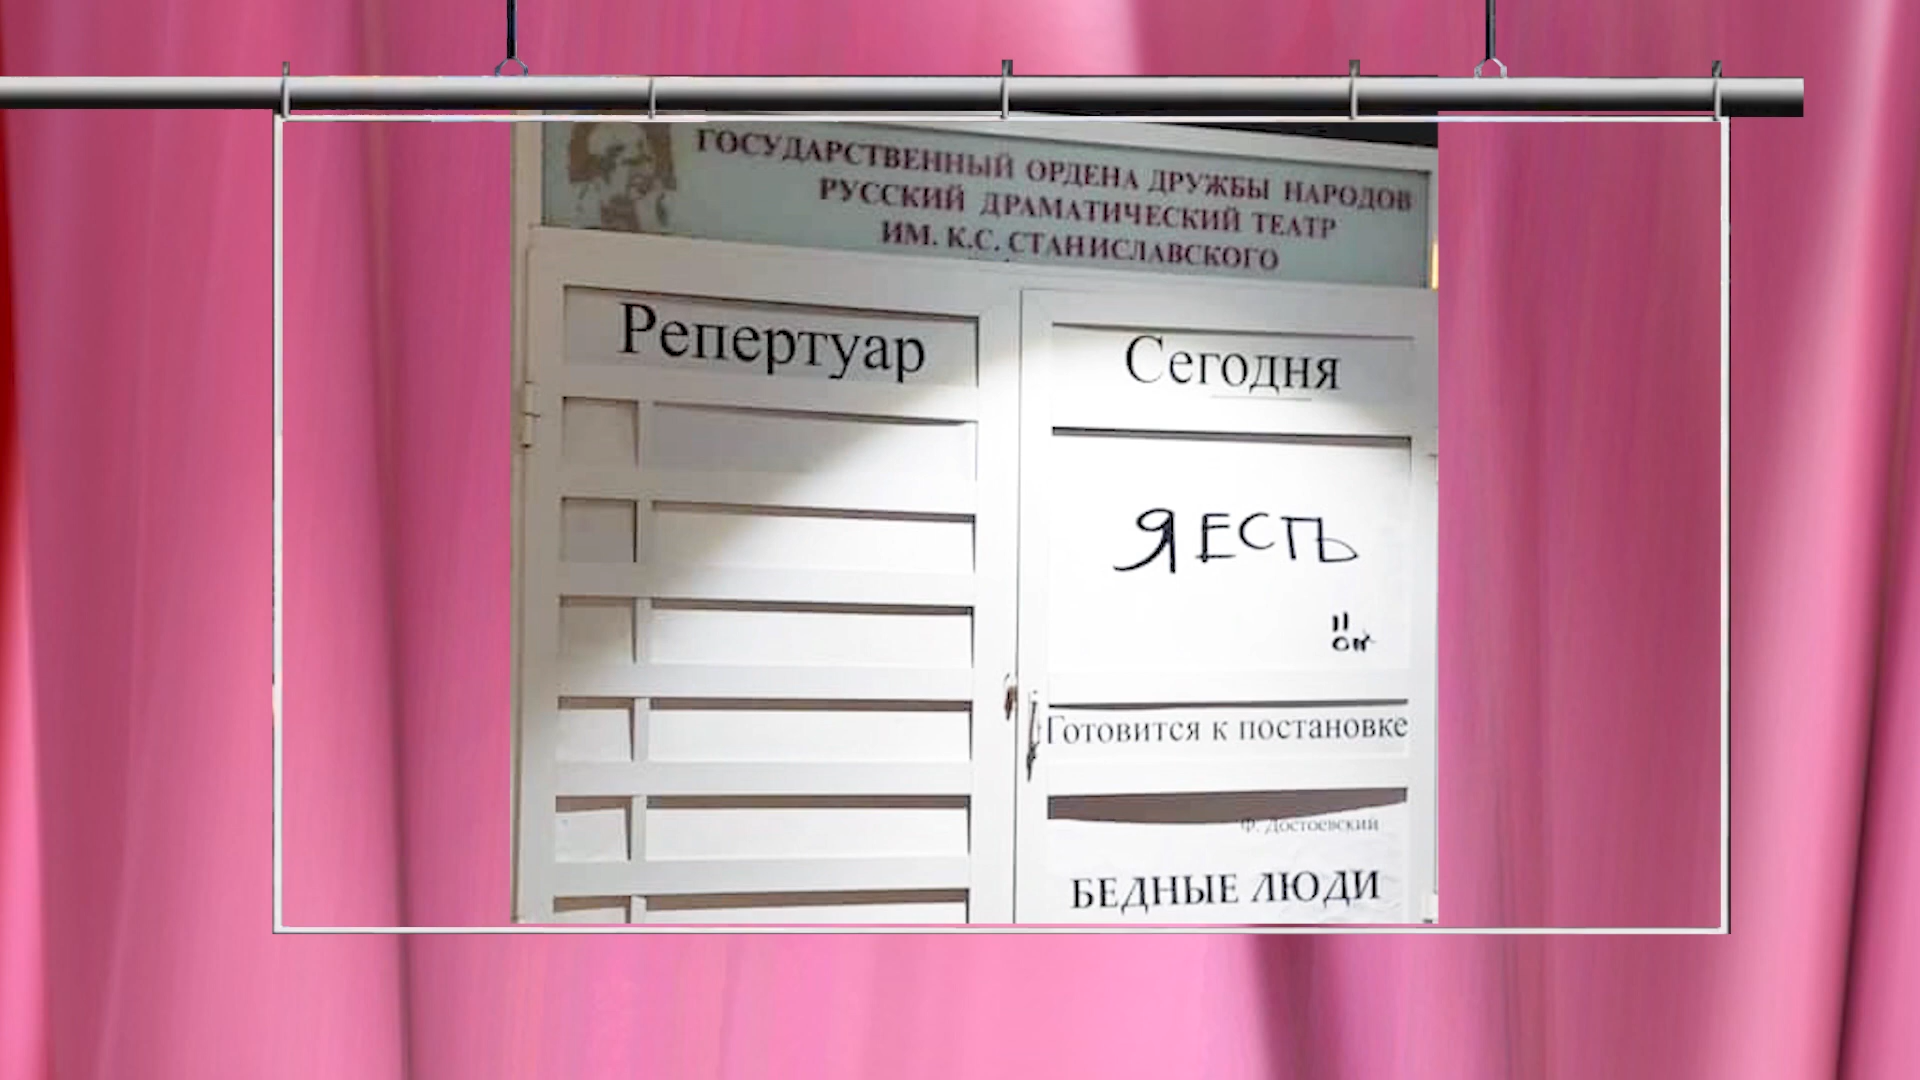 ГОСУДАРСТВЕННЫЙ ОРДЕНА ДРУЖБЫ НАРОДОВ
РУССКИЙ ДРАМАТИЧЕСКИЙ ТЕАТР
ИМ. К.С. СТАНИСЛАВСКОГО
Репертуар
Сегодня
Я ЕСТЬ
Готовится к постановке
Ф. Достоевский
БЕДНЫЕ ЛЮДИ